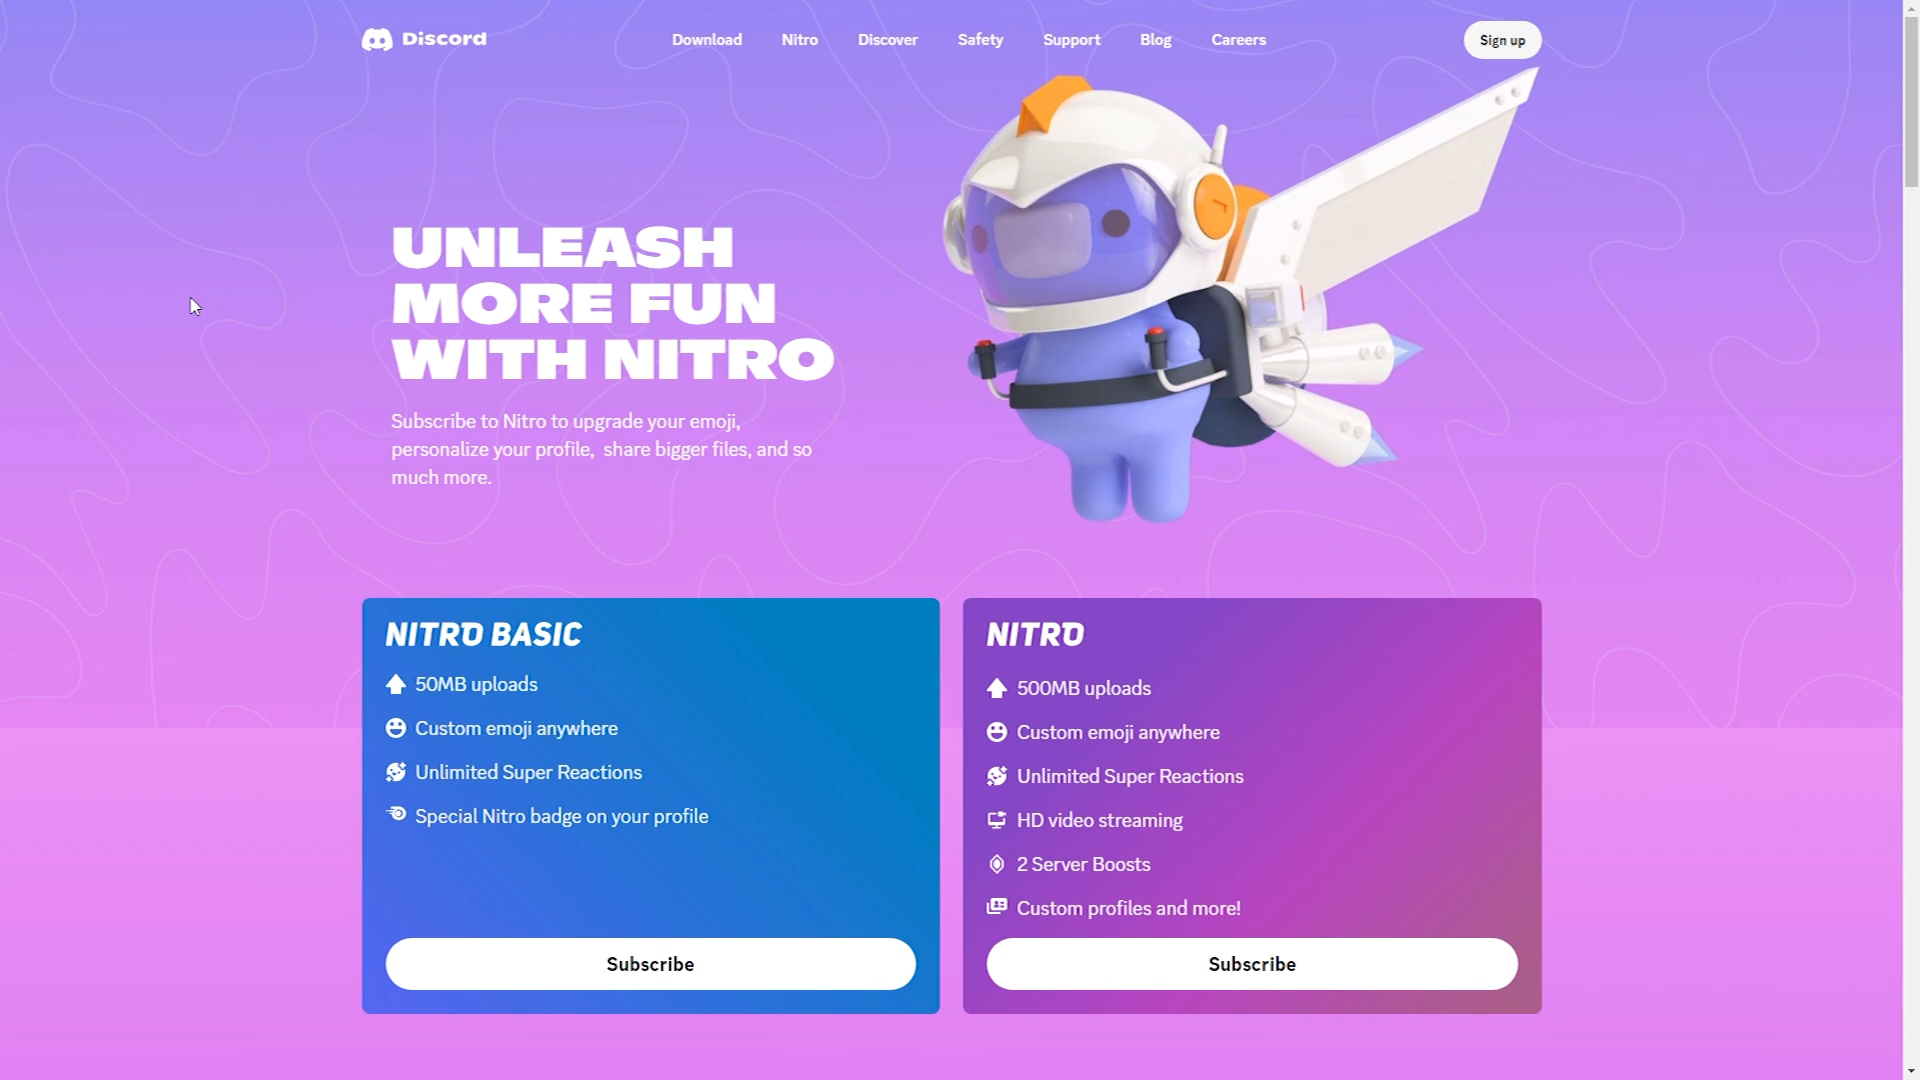 Discord
Download Nitro Discover Safety Support Blog Careers
Sign up
UNLEASH
MORE FUN
WITH NITRO
Subscribe to Nitro to upgrade your emoji,
personalize your profile,  share bigger files, and so
much more.
NITRO BASIC
50MB uploads
Custom emoji anywhere
Unlimited Super Reactions
Special Nitro badge on your profile
Subscribe
NITRO
500MB uploads
Custom emoji anywhere
Unlimited Super Reactions
HD video streaming
2 Server Boosts
Custom profiles and more!
Subscribe